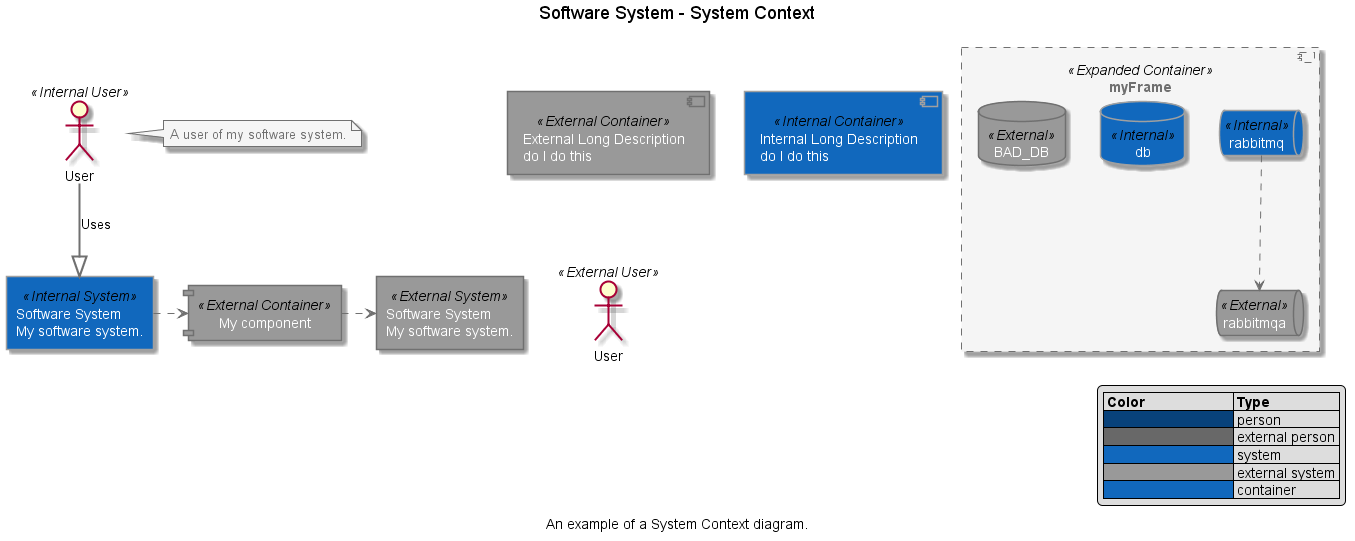 Software System - System Context
«Internal User»
User
A user of my software system.
«External Container»
External Long Description
do I do this
«Internal Container»
Internal Long Description
do I do this
«Expanded Container»
myFrame
«External»
BAD_DB
«Internal»
db
«Internal»
rabbitmq
Uses
«Internal System»
Software System
My software system.
«External Container»
My component
«External System»
Software System
My software system.
«External User»
User
«External»
rabbitmqa
Color Type
person
external person
system
external system
container
An example of a System Context diagram.